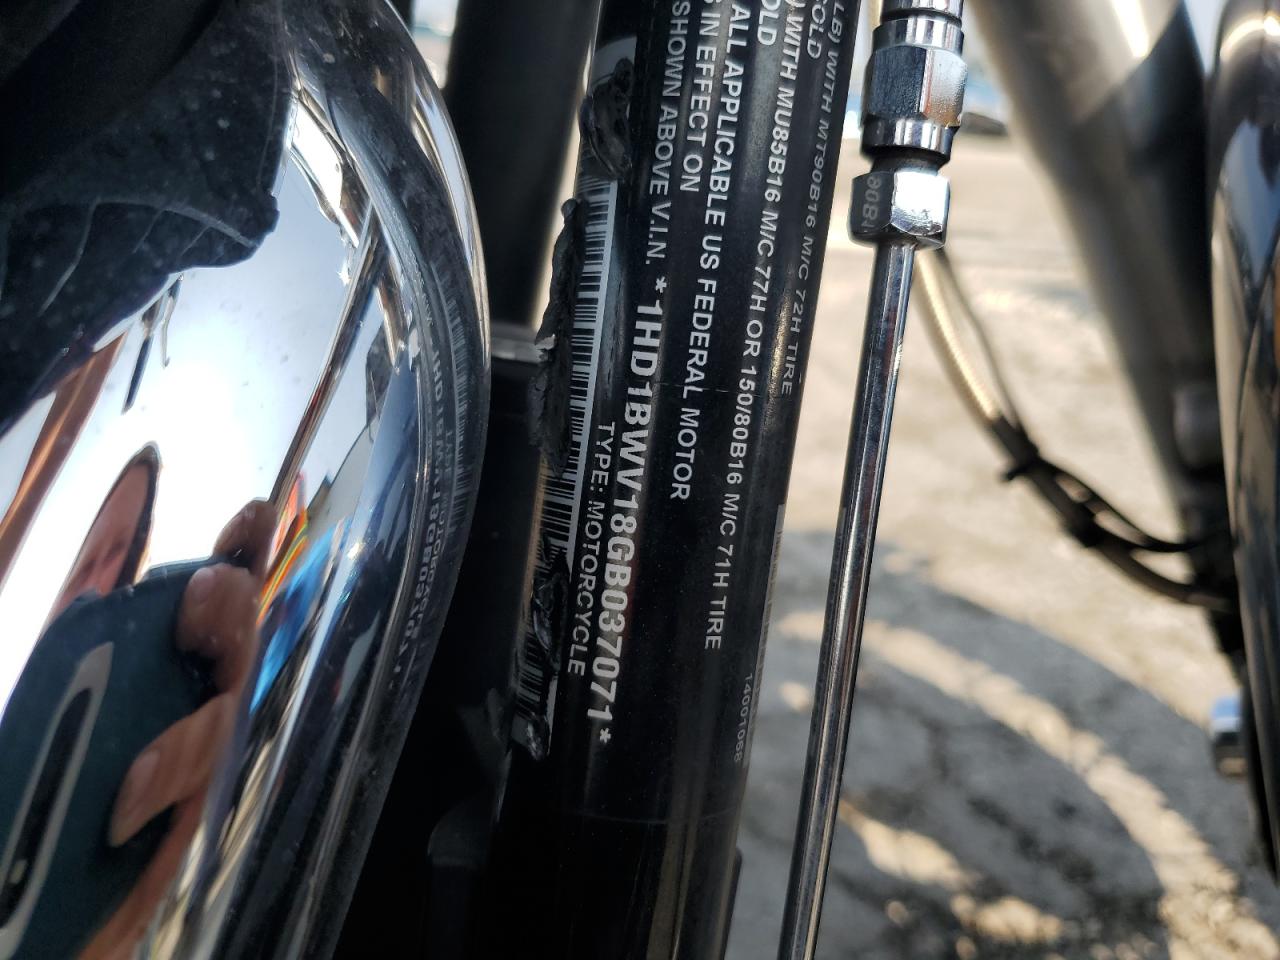 LB) WITH MT90B16 M/C 72H TIRE
COLD
) WITH MU85B16 M/C 77H OR 150/80B16 M/C 71H TIRE
OLD
ALL APPLICABLE US FEDERAL MOTOR
S IN EFFECT ON
SHOWN ABOVE V.I.N. *1HD1BWV18GB037071*
TYPE: MOTORCYCLE
14001068